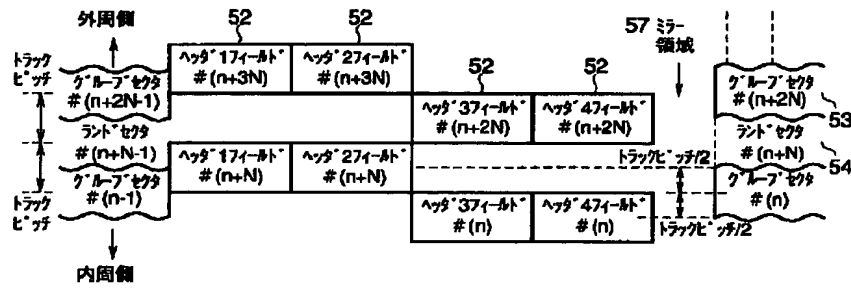 外周側
トラックピッチ
グルーブセクタ
#(n+2N-1)
ランドセクタ
#(n+N-1)
グルーブセクタ
#(n-1)
トラックピッチ
内周側
52
52
ヘッダ1フィールド
#(n+3N)
ヘッダ2フィールド
#(n+3N)
52
52
ヘッダ3フィールド
#(n+2N)
ヘッダ4フィールド
#(n+2N)
ヘッダ1フィールド
#(n+N)
ヘッダ2フィールド
#(n+N)
ヘッダ3フィールド
#(n)
ヘッダ4フィールド
#(n)
57 ミラー
領域
トラックピッチ/2
トラックピッチ/2
グルーブセクタ
#(n+2N)
53
ランドセクタ
#(n+N)
54
グルーブセクタ
#(n)